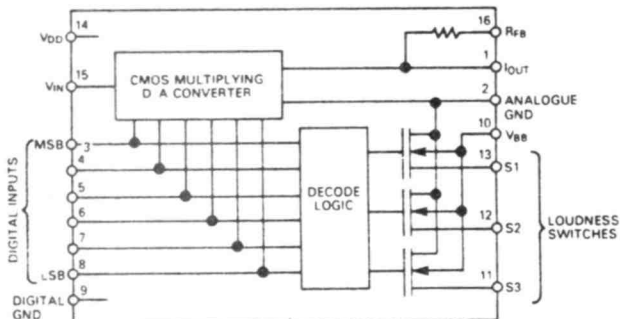 14
VDD
VIN
15
CMOS MULTIPLYING
D A CONVERTER
16
RFB
1
IOUT
2
ANALOGUE
GND
10
VBB
13
S1
12
S2
11
S3
LOUDNESS
SWITCHES
DECODE
LOGIC
DIGITAL INPUTS
MSB
3
4
5
6
7
8
LSB
9
DIGITAL
GND